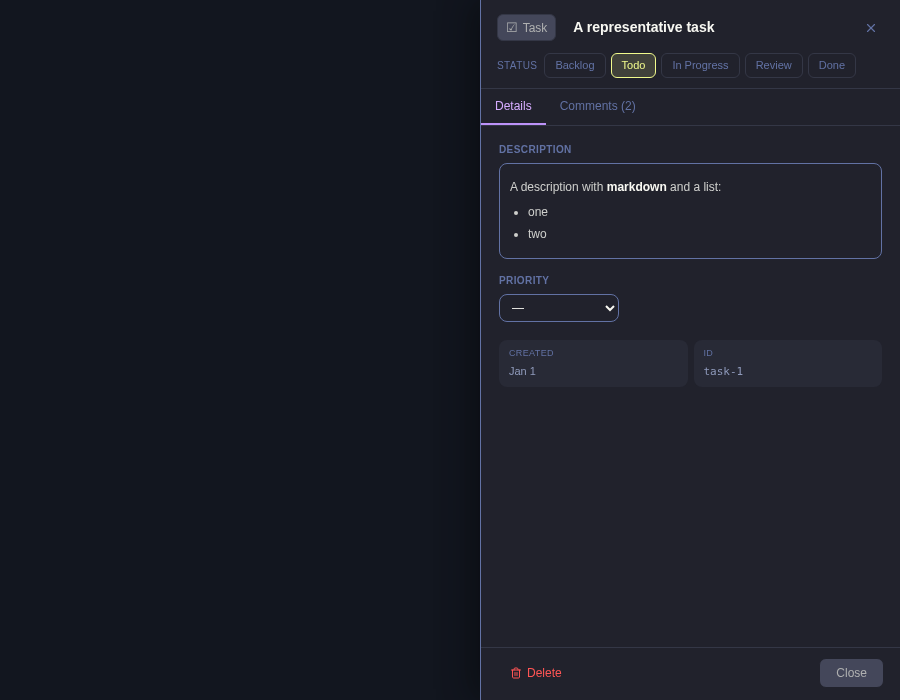 ☑ Task A representative task ×
STATUS Backlog Todo In Progress Review Done
Details Comments (2)
DESCRIPTION
A description with markdown and a list:
• one
• two
PRIORITY
—
CREATED ID
Jan 1 task-1
Delete Close